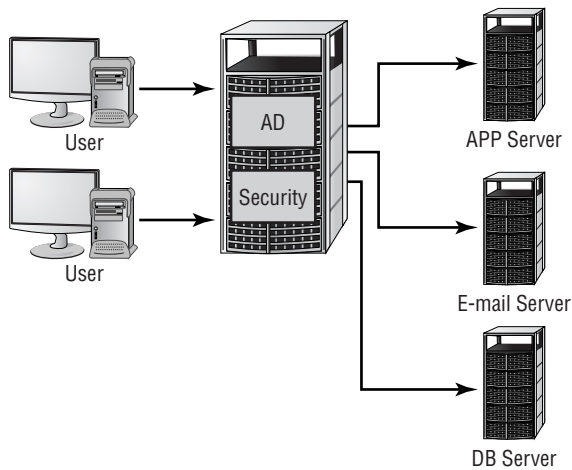 User
User
AD
Security
APP Server
E-mail Server
DB Server